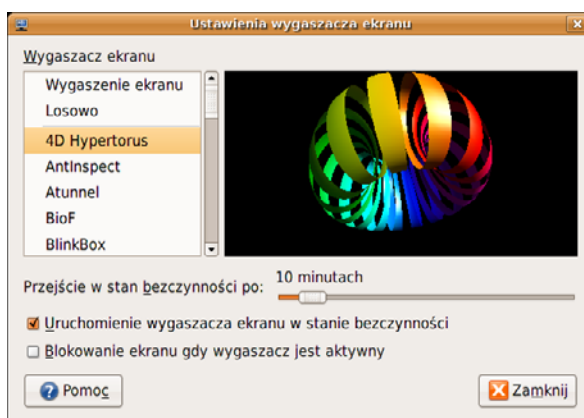 Ustawienia wygaszacza ekranu
Wygaszacz ekranu
Wygaszenie ekranu
Losowo
4D Hypertorus
AntInspect
Atunnel
BioF
BlinkBox
10 minutach
Przejście w stan bezczynności po:
Uruchomienie wygaszacza ekranu w stanie bezczynności
Blokowanie ekranu gdy wygaszacz jest aktywny
Pomoc
Zamknij